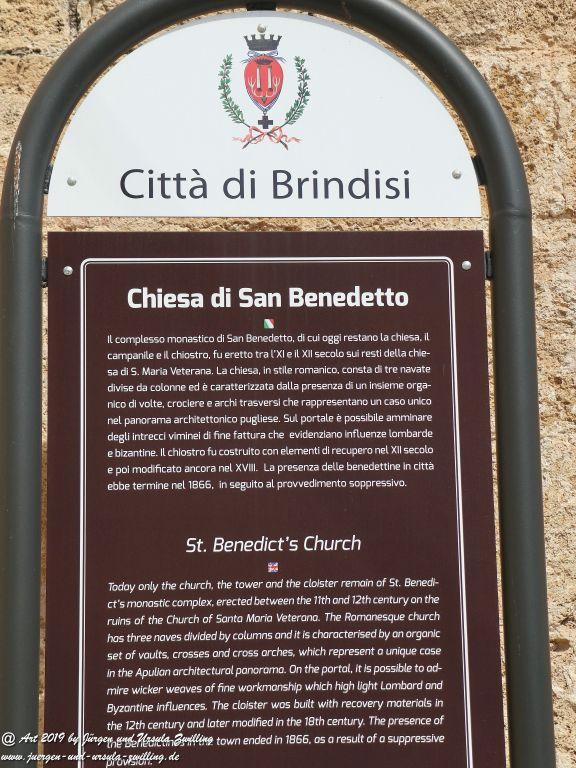 Città di Brindisi
Chiesa di San Benedetto
Il complesso monastico di San Benedetto, di cui oggi restano la chiesa, il
campanile e il chiostro, fu eretto tra l'XI e il XII secolo sui resti della chie-
sa di S. Maria Veterana. La chiesa, in stile romanico, consta di tre navate
divise da colonne ed è caratterizzata dalla presenza di un insieme orga-
nico di volte, crociere e archi trasversi che rappresentano un caso unico
nel panorama architettonico pugliese. Sul portale è possibile amminare
degli intrecci viminei di fine fattura che evidenziano influenze lombarde
e bizantine. Il chiostro fu costruito con elementi di recupero nel XII secolo
e poi modificato ancora nel XVIII. La presenza delle benedettine in città
ebbe termine nel 1866, in seguito al provvedimento soppressivo.
St. Benedict's Church
Today only the church, the tower and the cloister remain of St. Benedi-
ct's monastic complex, erected between the 11th and 12th century on the
ruins of the Church of Santa Maria Veterana. The Romanesque church
has three naves divided by columns and it is characterised by an organic
set of vaults, crosses and cross arches, which represent a unique case
in the Apulian architectural panorama. On the portal, it is possible to ad-
mire wicker weaves of fine workmanship which high light Lombard and
Byzantine influences. The cloister was built with recovery materials in
the 12th century and later modified in the 18th century. The presence of
the Benedictines in the town ended in 1866, as a result of a suppressive
provision.
@ Art 2019 by Jürgen und Ursula Zwilling
www.juergen-und-ursula-zwilling.de